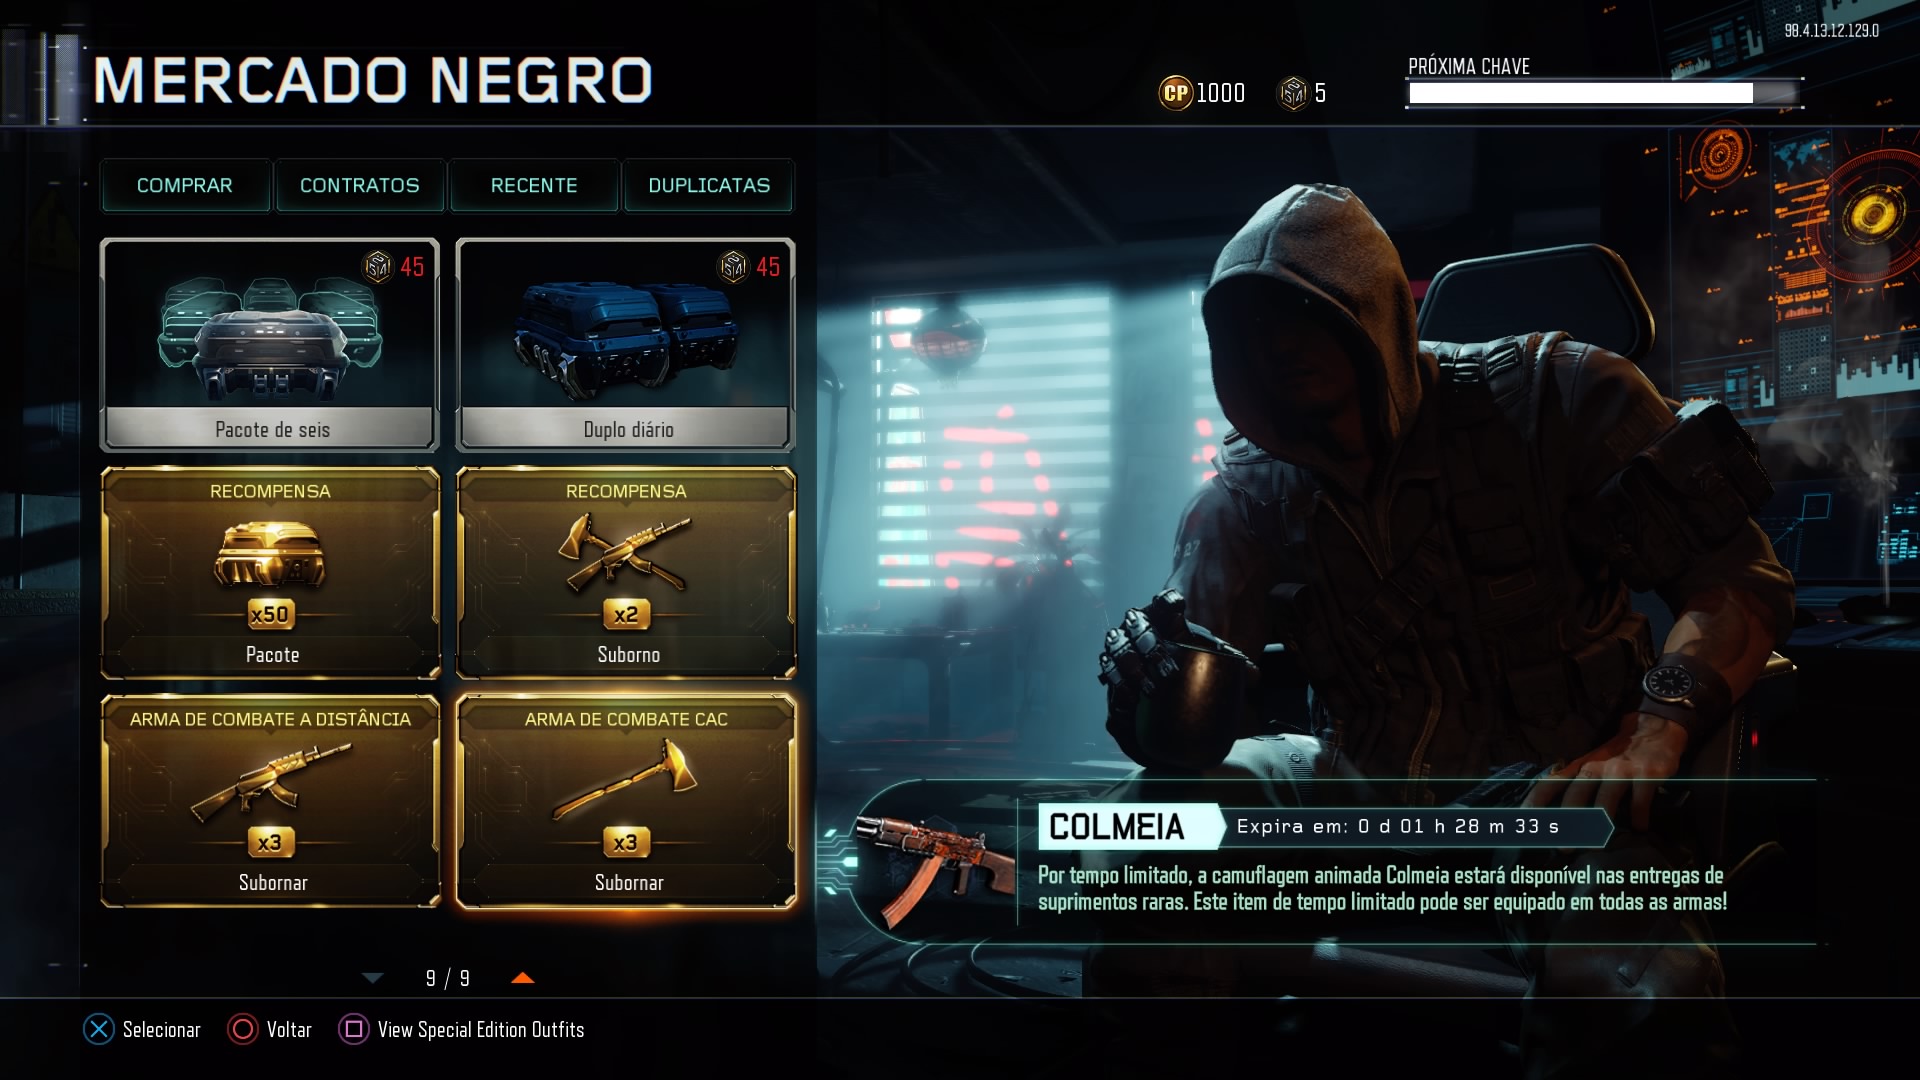 98.4.13.12.129.0
MERCADO NEGRO
CP 1000
5
PRÓXIMA CHAVE
COMPRAR
CONTRATOS
RECENTE
DUPLICATAS
45
Pacote de seis
45
Duplo diário
RECOMPENSA
x50
Pacote
RECOMPENSA
x2
Suborno
ARMA DE COMBATE A DISTÂNCIA
x3
Subornar
ARMA DE COMBATE CAC
x3
Subornar
COLMEIA
Expira em: 0 d 01 h 28 m 33 s
Por tempo limitado, a camuflagem animada Colmeia estará disponível nas entregas de
suprimentos raras. Este item de tempo limitado pode ser equipado em todas as armas!
9 / 9
Selecionar
Voltar
View Special Edition Outfits